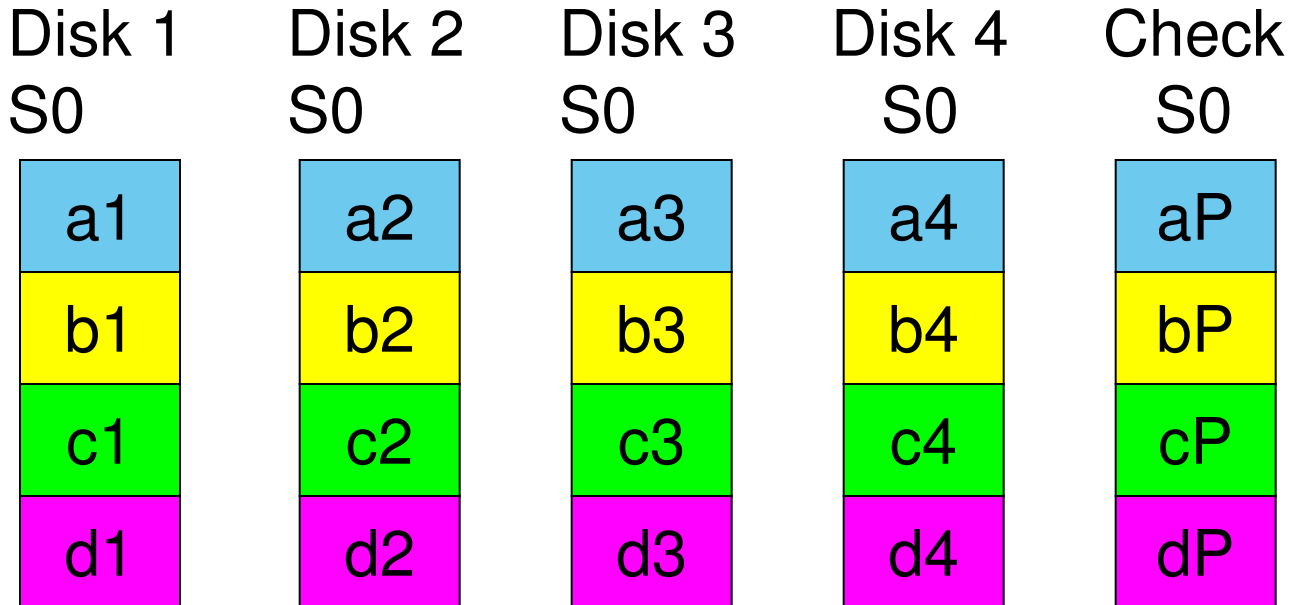 Disk 1 Disk 2 Disk 3 Disk 4 Check
S0 S0 S0 S0 S0
a1 a2 a3 a4 aP
b1 b2 b3 b4 bP
c1 c2 c3 c4 cP
d1 d2 d3 d4 dP